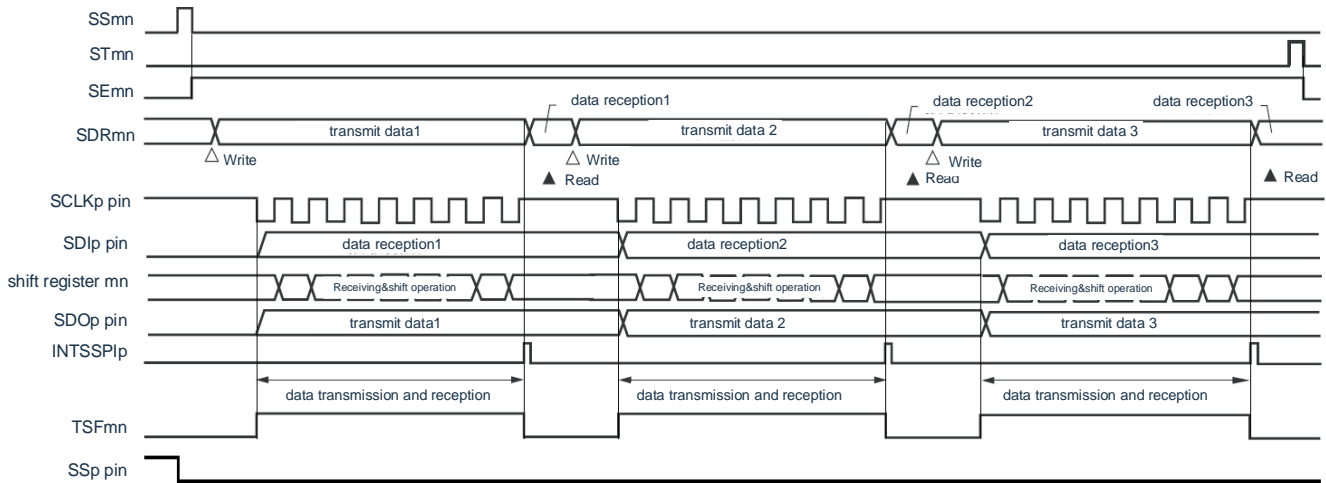 SSmn
STmn
SEmn
data reception1 data reception2 data reception3
SDRmn transmit data1 transmit data 2 transmit data 3
Write Write Write
Read Read Read
SCLKp pin
SDIp pin data reception1 data reception2 data reception3
shift register mn Receiving&shift operation Receiving&shift operation Receiving&shift operation
SDOp pin transmit data1 transmit data 2 transmit data 3
INTSSPIp
data transmission and reception data transmission and reception data transmission and reception
TSFmn
SSp pin